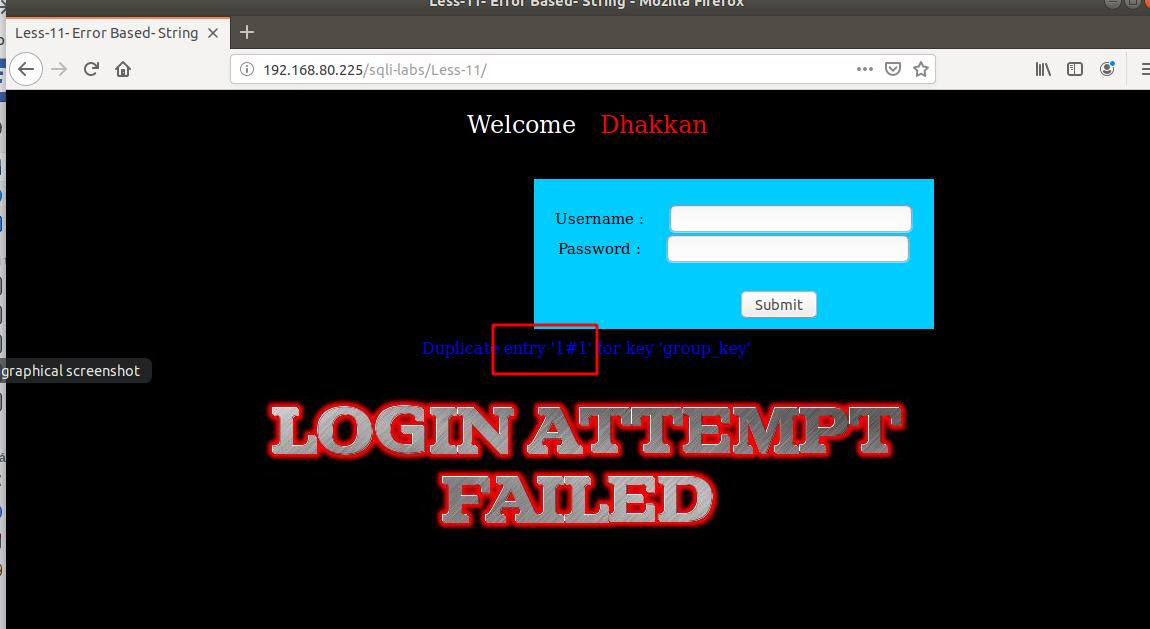 Less-11- Error Based- String - Mozilla Firefox
Less-11- Error Based- String
192.168.80.225/sqli-labs/Less-11/
Welcome Dhakkan
Username :
Password :
Submit
Duplicate entry '1#1' for key 'group_key'
graphical screenshot
LOGIN ATTEMPT
FAILED